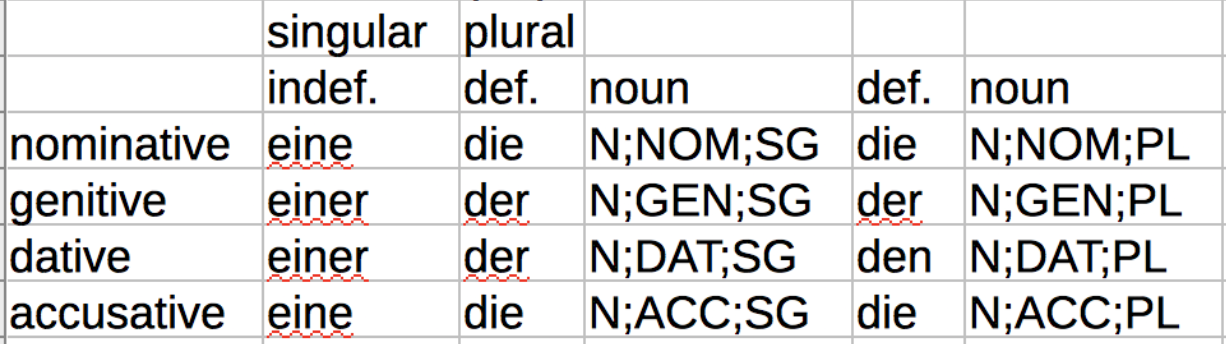 singular plural
indef. def. noun def. noun
nominative eine die N;NOM;SG die N;NOM;PL
genitive einer der N;GEN;SG der N;GEN;PL
dative einer der N;DAT;SG den N;DAT;PL
accusative eine die N;ACC;SG die N;ACC;PL